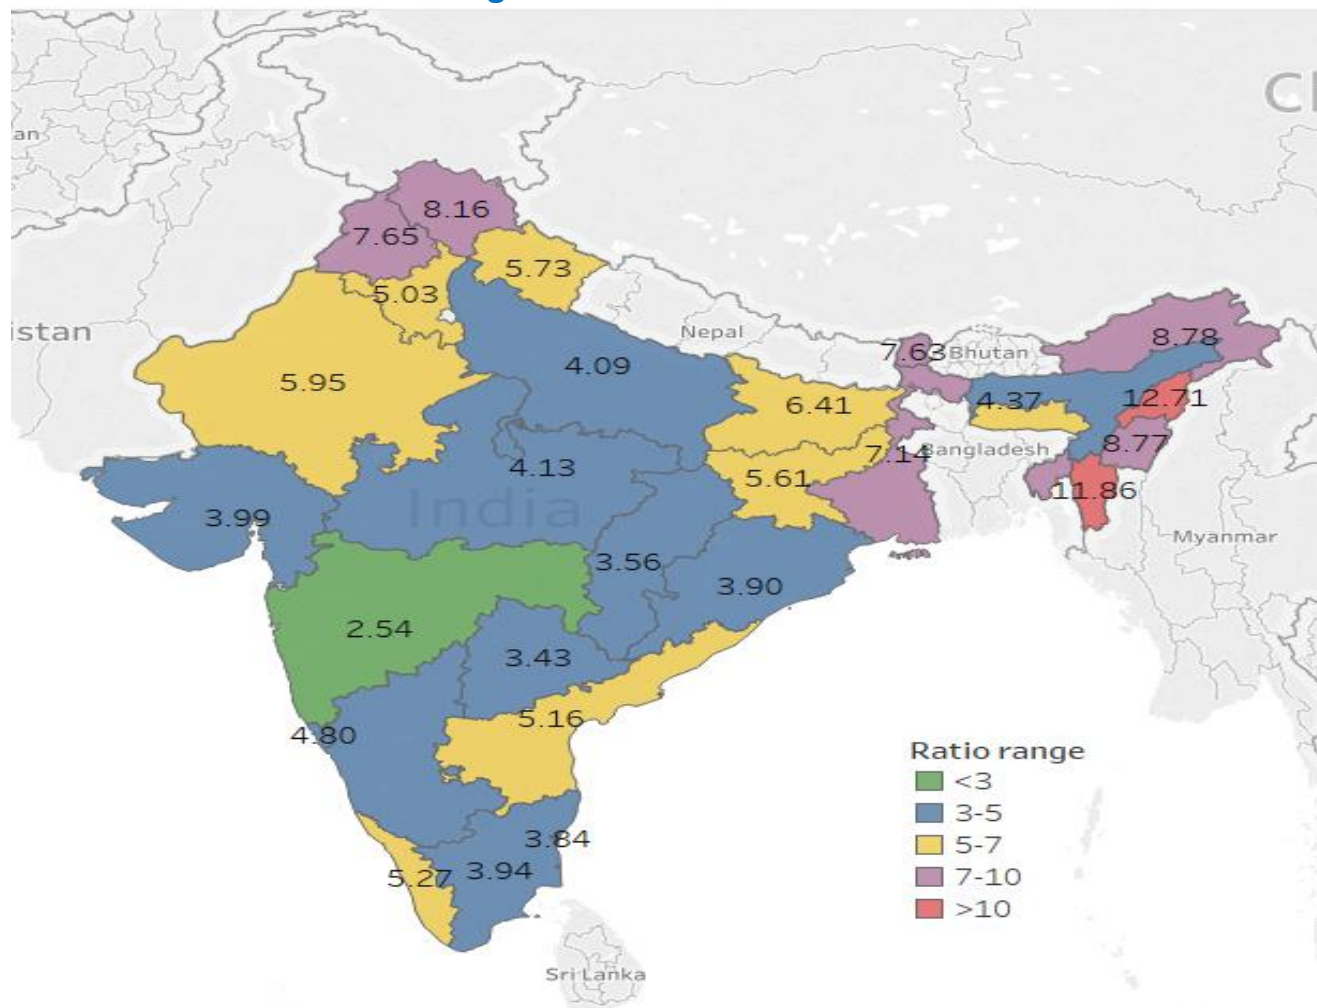 g
Cl
an
8.16
7.65
5.73
5.03
istan
Nepal
8.78
7.63
Bhutan
4.09
5.95
12.71
4.37
6.41
8.77
7.14
Bangladesh
4.13
5.61
11.86
India
3.99
Myanmar
3.56
3.90
2.54
3.43
5.16
4.80
Ratio range
<3
3-5
3.84
5-7
3.94
5.27
7-10
>10
Sri Lanka